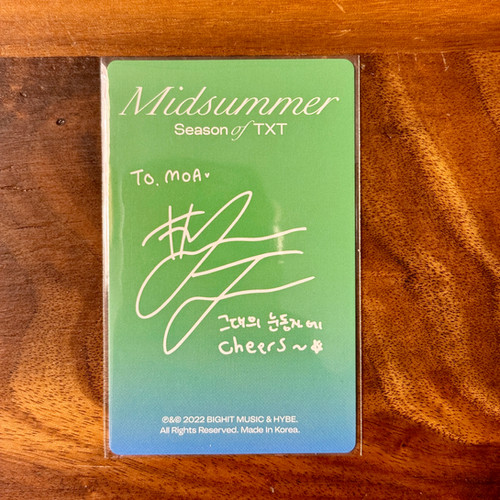 Midsummer
Season of TXT
TO. MOA♥
그대의 눈동자에
cheers~☆
℗&© 2022 BIGHIT MUSIC & HYBE.
All Rights Reserved. Made In Korea.